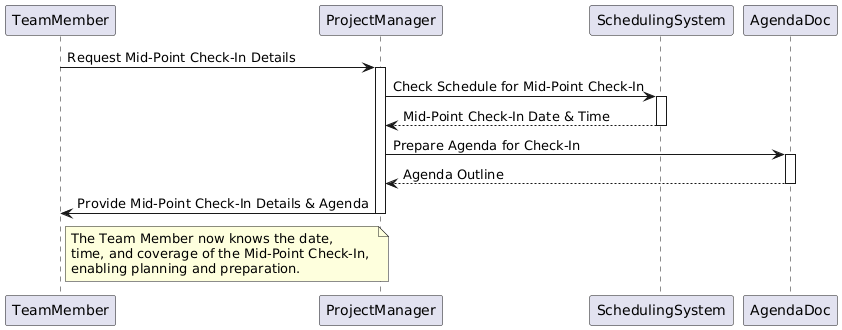 TeamMember
ProjectManager
SchedulingSystem
AgendaDoc
Request Mid-Point Check-In Details
Check Schedule for Mid-Point Check-In
Mid-Point Check-In Date & Time
Prepare Agenda for Check-In
Agenda Outline
Provide Mid-Point Check-In Details & Agenda
The Team Member now knows the date,
time, and coverage of the Mid-Point Check-In,
enabling planning and preparation.
TeamMember
ProjectManager
SchedulingSystem
AgendaDoc